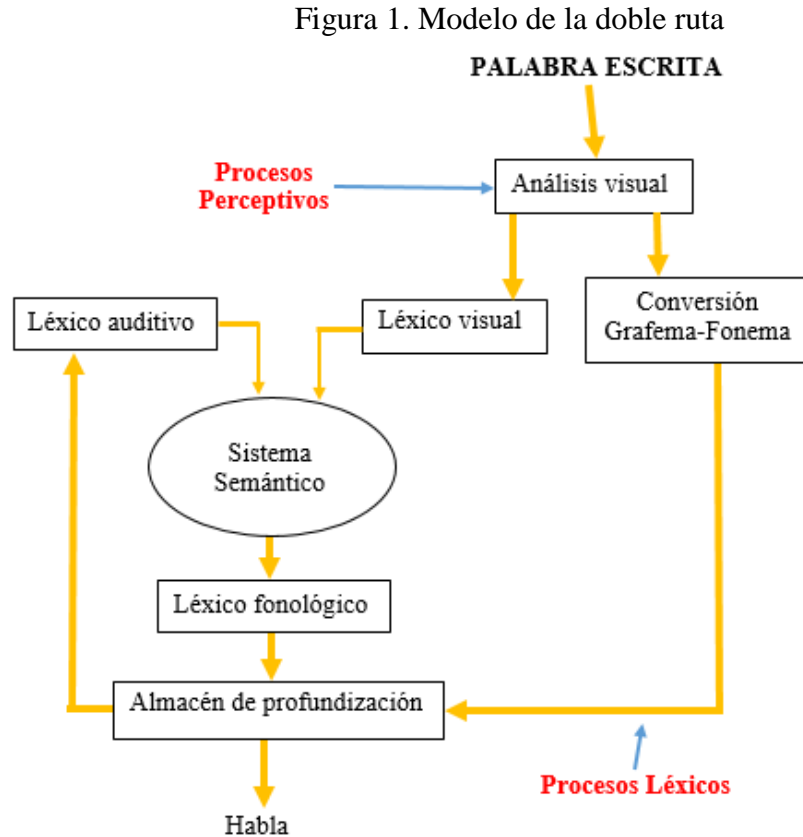 Figura 1. Modelo de la doble ruta
PALABRA ESCRITA
Procesos
Perceptivos
Análisis visual
Léxico auditivo
Léxico visual
Conversión
Grafema-Fonema
Sistema
Semántico
Léxico fonológico
Almacén de profundización
Procesos Léxicos
Habla